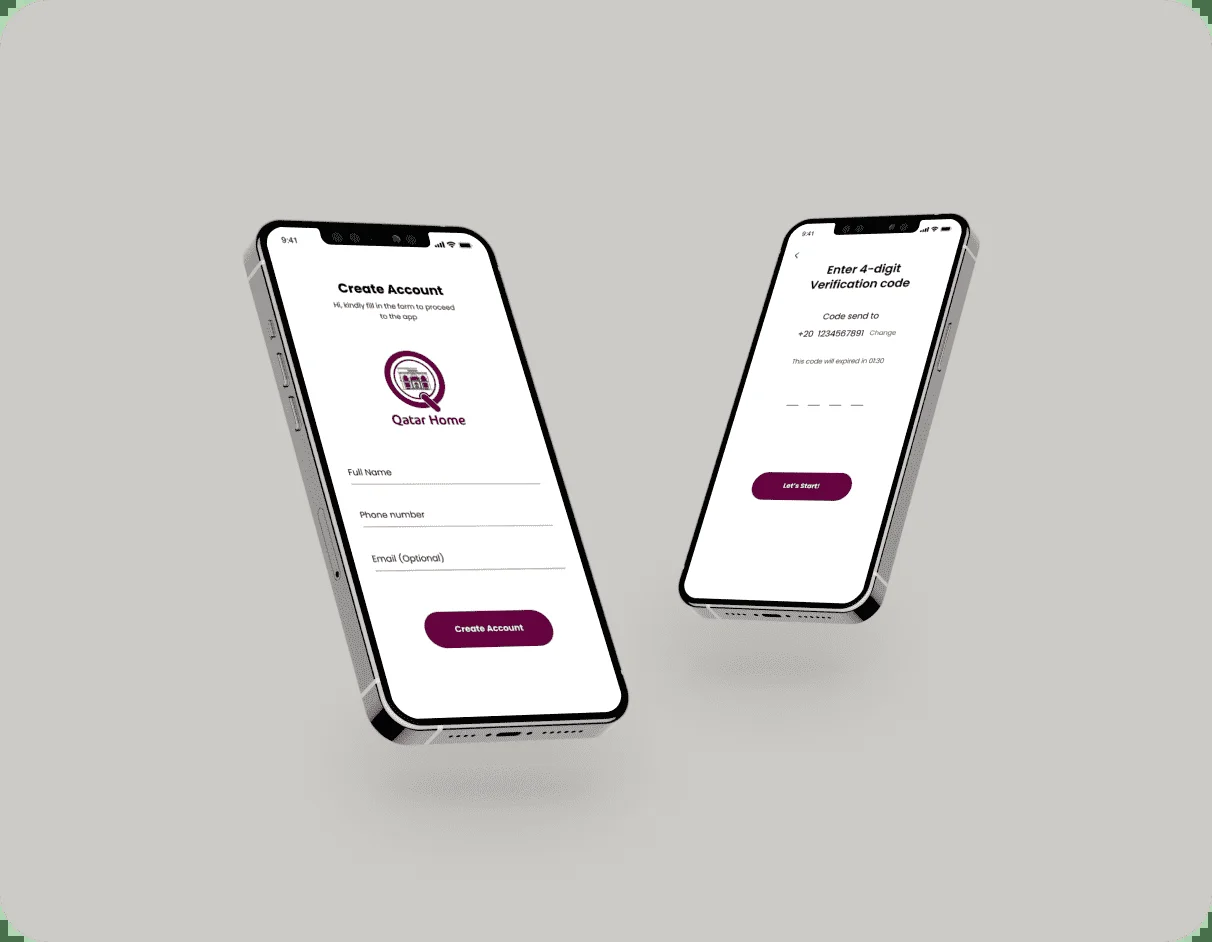 9:41
Create Account
Hi, kindly fill in the form to proceed
to the app
Qatar Home
Full Name
Phone number
Email (Optional)
Create Account
9:41
Enter 4-digit
Verification code
Code send to
+20 1234567891 Change
This code will expired in 01:30
Let's Start!